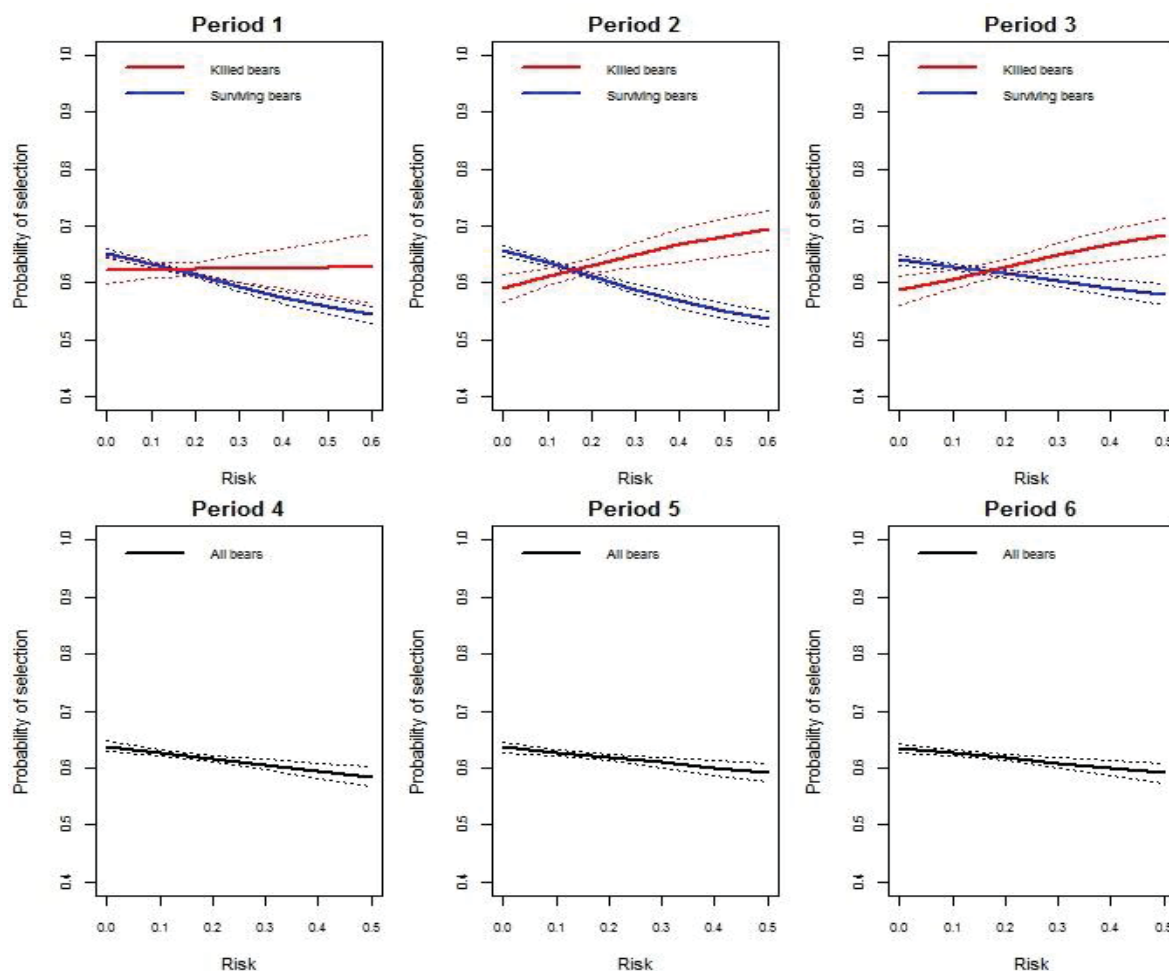 Period 1
Killed bears
Surviving bears
Probability of selection
1.0
0.9
0.8
0.7
0.6
0.5
0.4
0.0 0.1 0.2 0.3 0.4 0.5 0.6
Risk
Period 2
Killed bears
Surviving bears
Probability of selection
1.0
0.9
0.8
0.7
0.6
0.5
0.4
0.0 0.1 0.2 0.3 0.4 0.5 0.6
Risk
Period 3
Killed bears
Surviving bears
Probability of selection
1.0
0.9
0.8
0.7
0.6
0.5
0.4
0.0 0.1 0.2 0.3 0.4 0.5
Risk
Period 4
All bears
Probability of selection
1.0
0.9
0.8
0.7
0.6
0.5
0.4
0.0 0.1 0.2 0.3 0.4 0.5
Risk
Period 5
All bears
Probability of selection
1.0
0.9
0.8
0.7
0.6
0.5
0.4
0.0 0.1 0.2 0.3 0.4 0.5
Risk
Period 6
All bears
Probability of selection
1.0
0.9
0.8
0.7
0.6
0.5
0.4
0.0 0.1 0.2 0.3 0.4 0.5
Risk